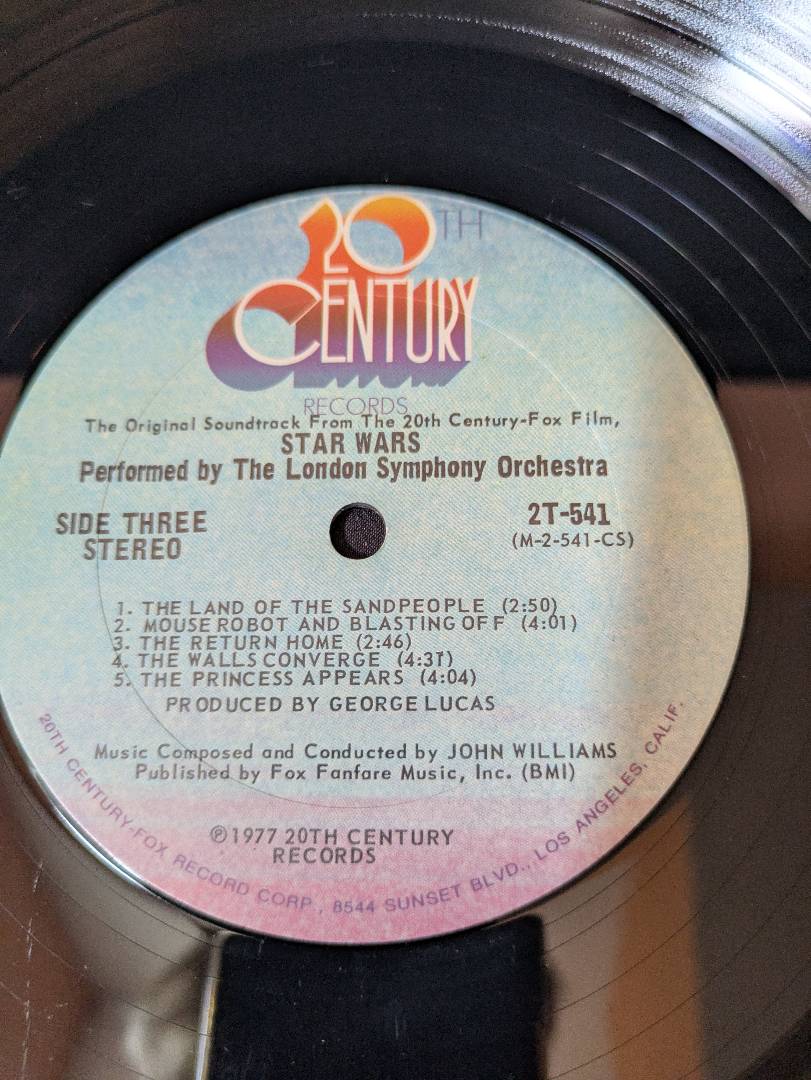 20TH
CENTURY
RECORDS
The Original Soundtrack From The 20th Century-Fox Film,
STAR WARS
Performed by The London Symphony Orchestra
SIDE THREE
STEREO
2T-541
(M-2-541-CS)
1. THE LAND OF THE SANDPEOPLE (2:50)
2. MOUSE ROBOT AND BLASTING OFF (4:01)
3. THE RETURN HOME (2:46)
4. THE WALLS CONVERGE (4:31)
5. THE PRINCESS APPEARS (4:04)
PRODUCED BY GEORGE LUCAS
Music Composed and Conducted by JOHN WILLIAMS
Published by Fox Fanfare Music, Inc. (BMI)
℗1977 20TH CENTURY
RECORDS
20TH CENTURY-FOX RECORD CORP., 8544 SUNSET BLVD., LOS ANGELES, CALIF.